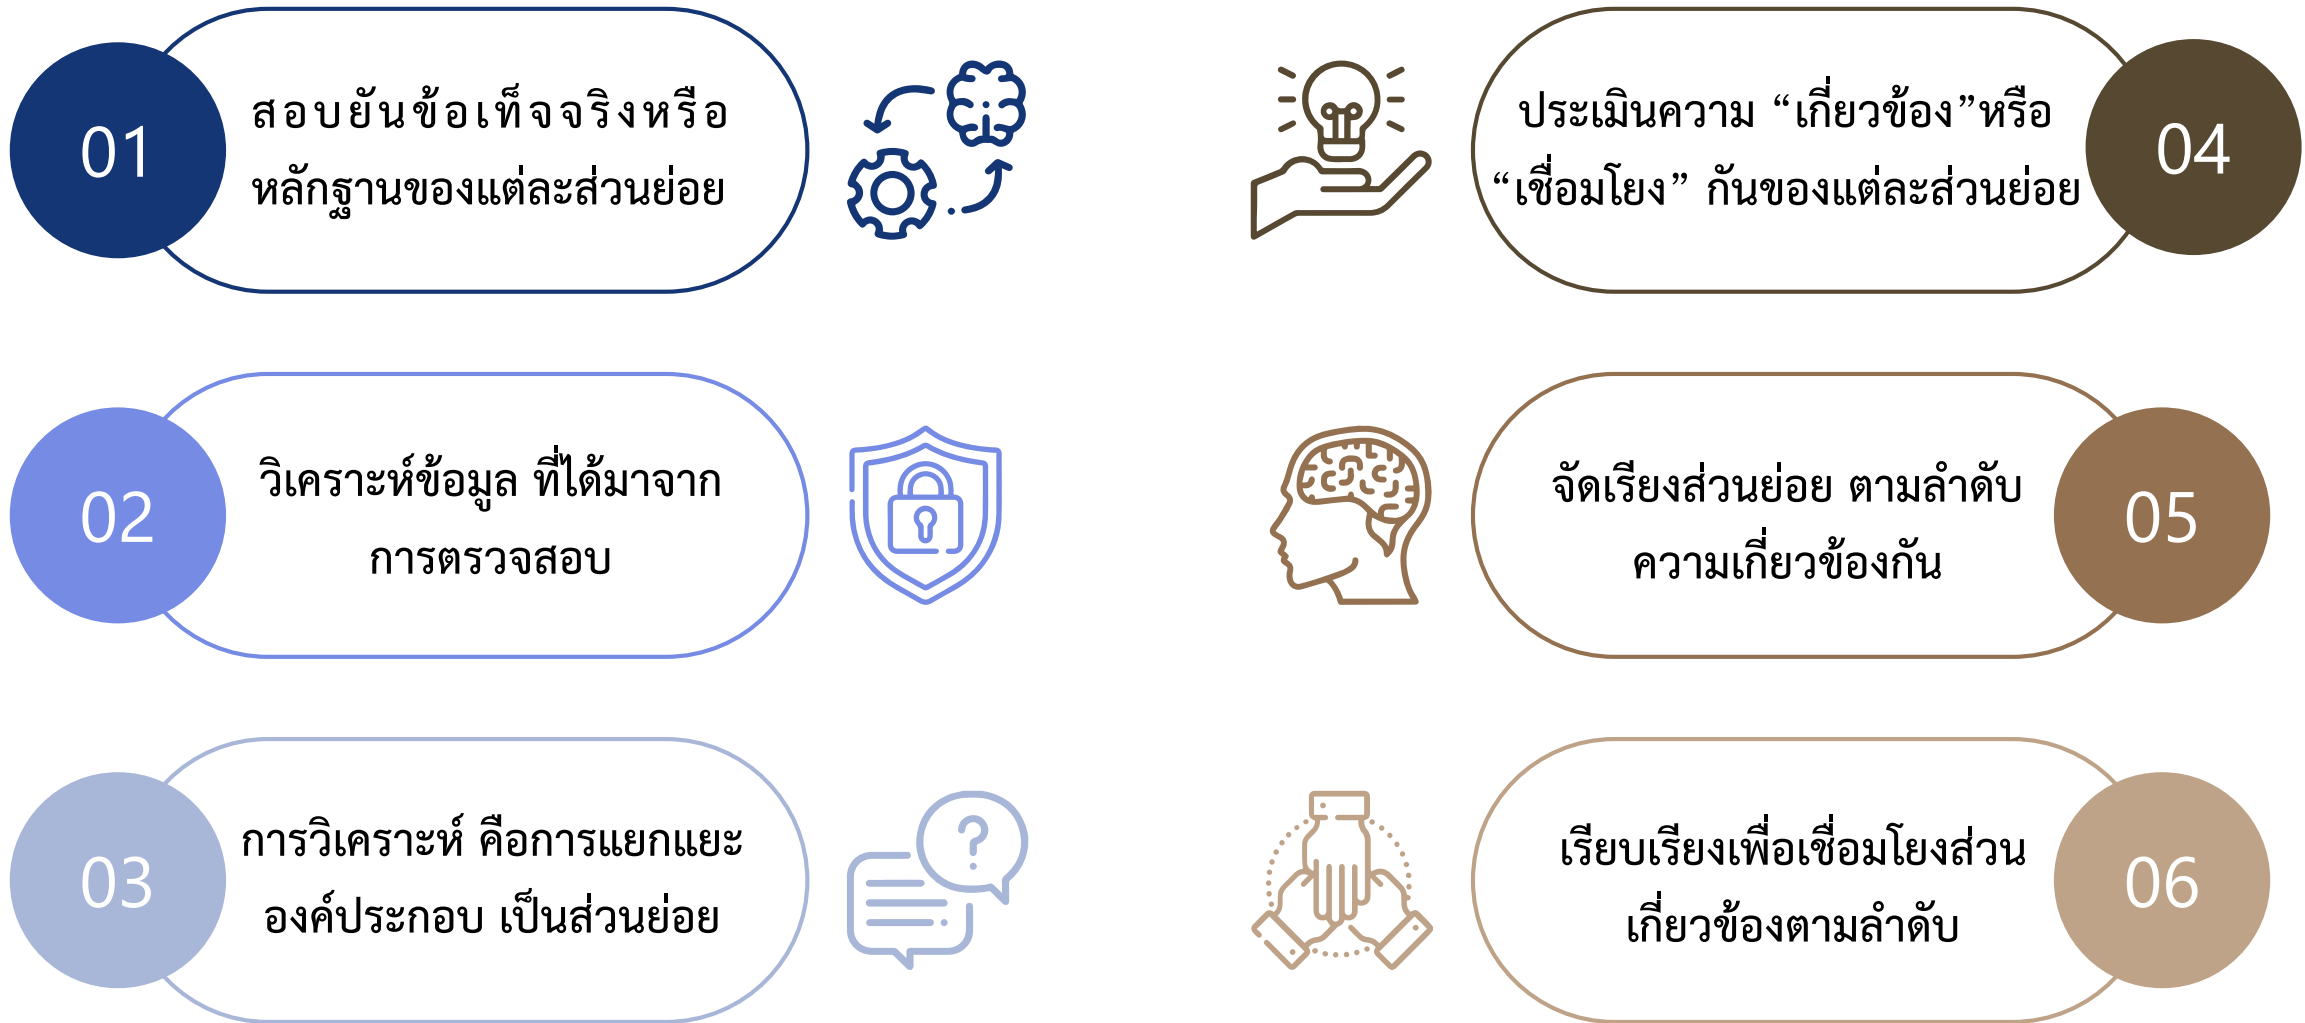 01
สอบยันข้อเท็จจริงหรือ
หลักฐานของแต่ละส่วนย่อย
02
วิเคราะห์ข้อมูล ที่ได้มาจาก
การตรวจสอบ
03
การวิเคราะห์ คือการแยกแยะ
องค์ประกอบ เป็นส่วนย่อย
04
ประเมินความ “เกี่ยวข้อง”หรือ
“เชื่อมโยง” กันของแต่ละส่วนย่อย
05
จัดเรียงส่วนย่อย ตามลำดับ
ความเกี่ยวข้องกัน
06
เรียบเรียงเพื่อเชื่อมโยงส่วน
เกี่ยวข้องตามลำดับ